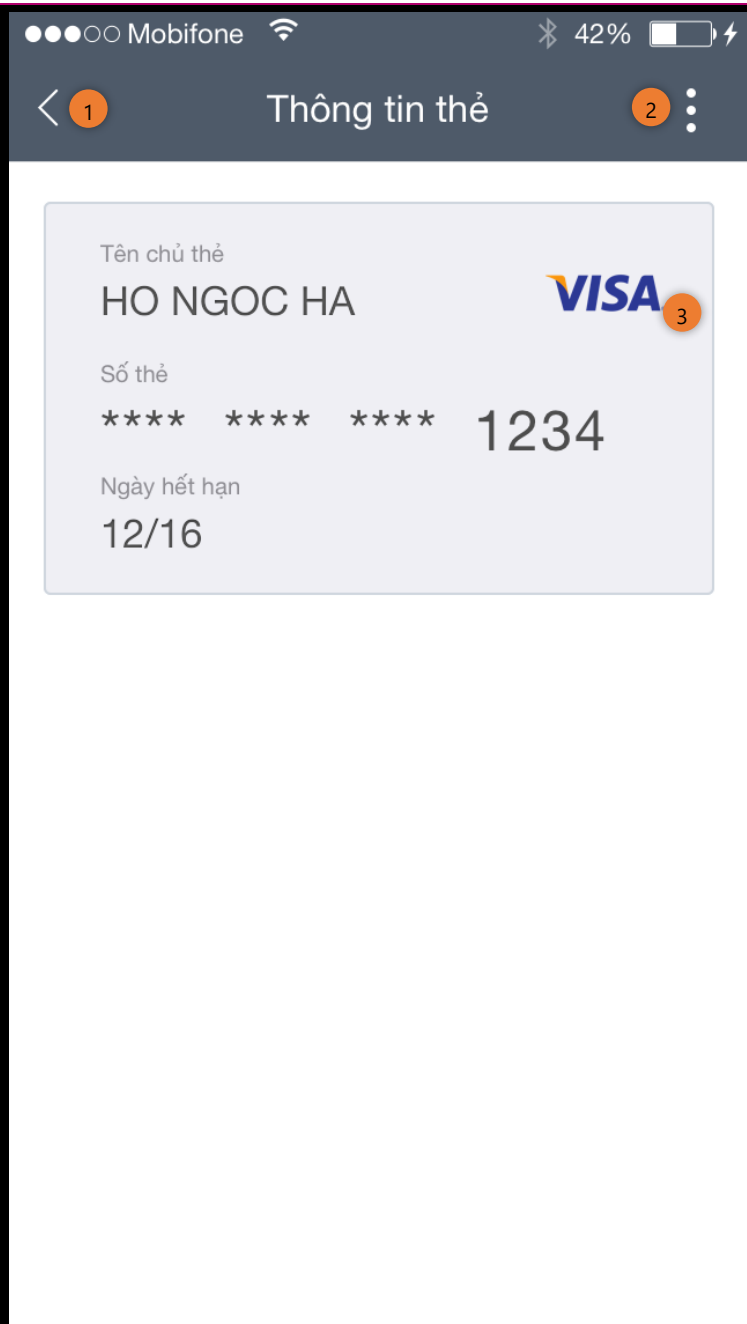 Mobifone 42%
1 Thông tin thẻ 2
Tên chủ thẻ
HO NGOC HA
VISA 3
Số thẻ
**** **** **** 1234
Ngày hết hạn
12/16